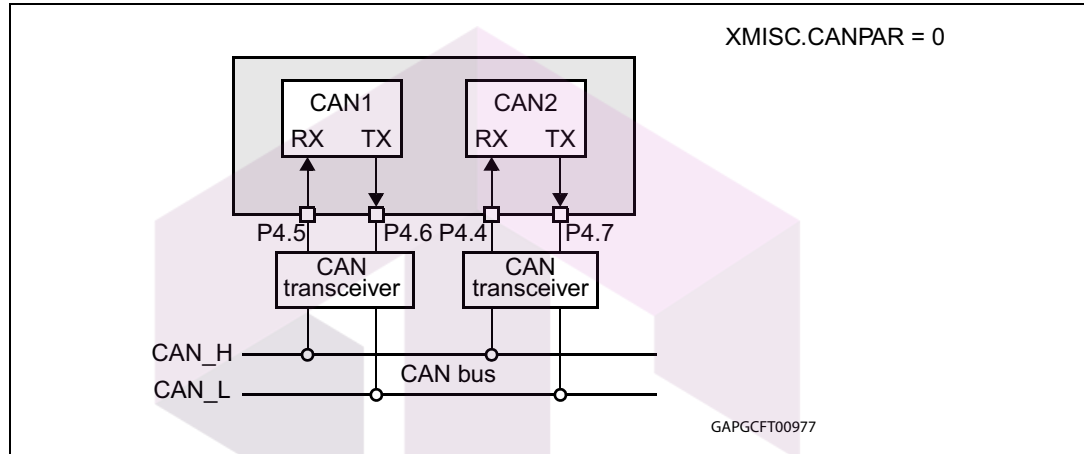 XMISC.CANPAR = 0
CAN1 CAN2
RX TX RX TX
P4.5 P4.6 P4.4 P4.7
CAN transceiver CAN transceiver
CAN_H
CAN bus
CAN_L
GAPGCFT00977